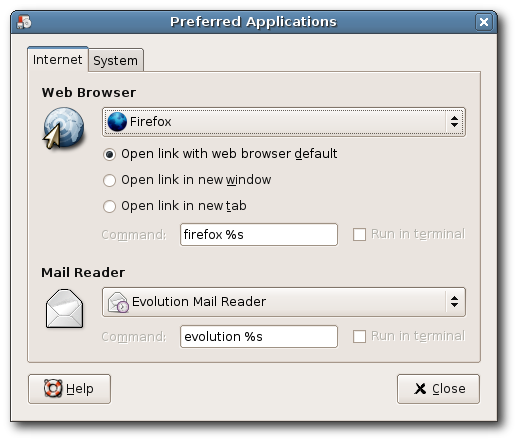 Preferred Applications
Internet System
Web Browser
Firefox
Open link with web browser default
Open link in new window
Open link in new tab
Command: firefox %s Run in terminal
Mail Reader
Evolution Mail Reader
Command: evolution %s Run in terminal
Help Close